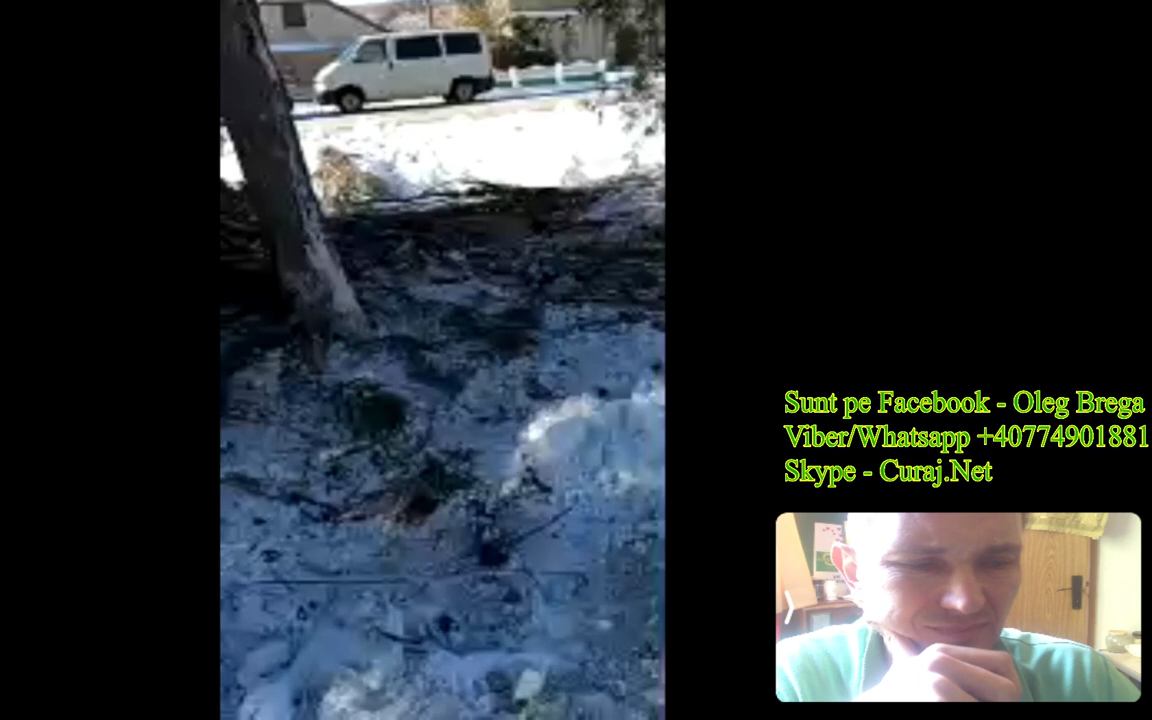 Sunt pe Facebook - Oleg Brega
Viber/Whatsapp +40774901881
Skype - Curaj.Net